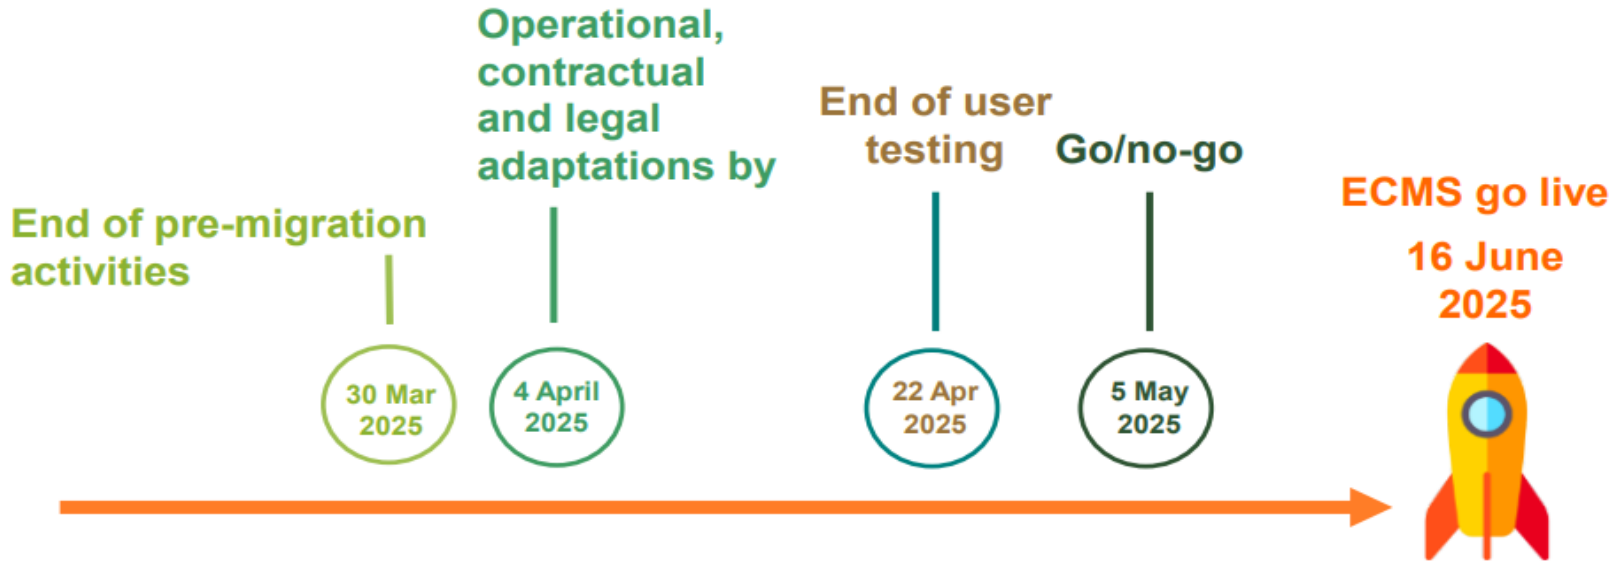 End of pre-migration
activities
30 Mar
2025
Operational,
contractual
and legal
adaptations by
4 April
2025
End of user
testing
22 Apr
2025
Go/no-go
5 May
2025
ECMS go live
16 June
2025